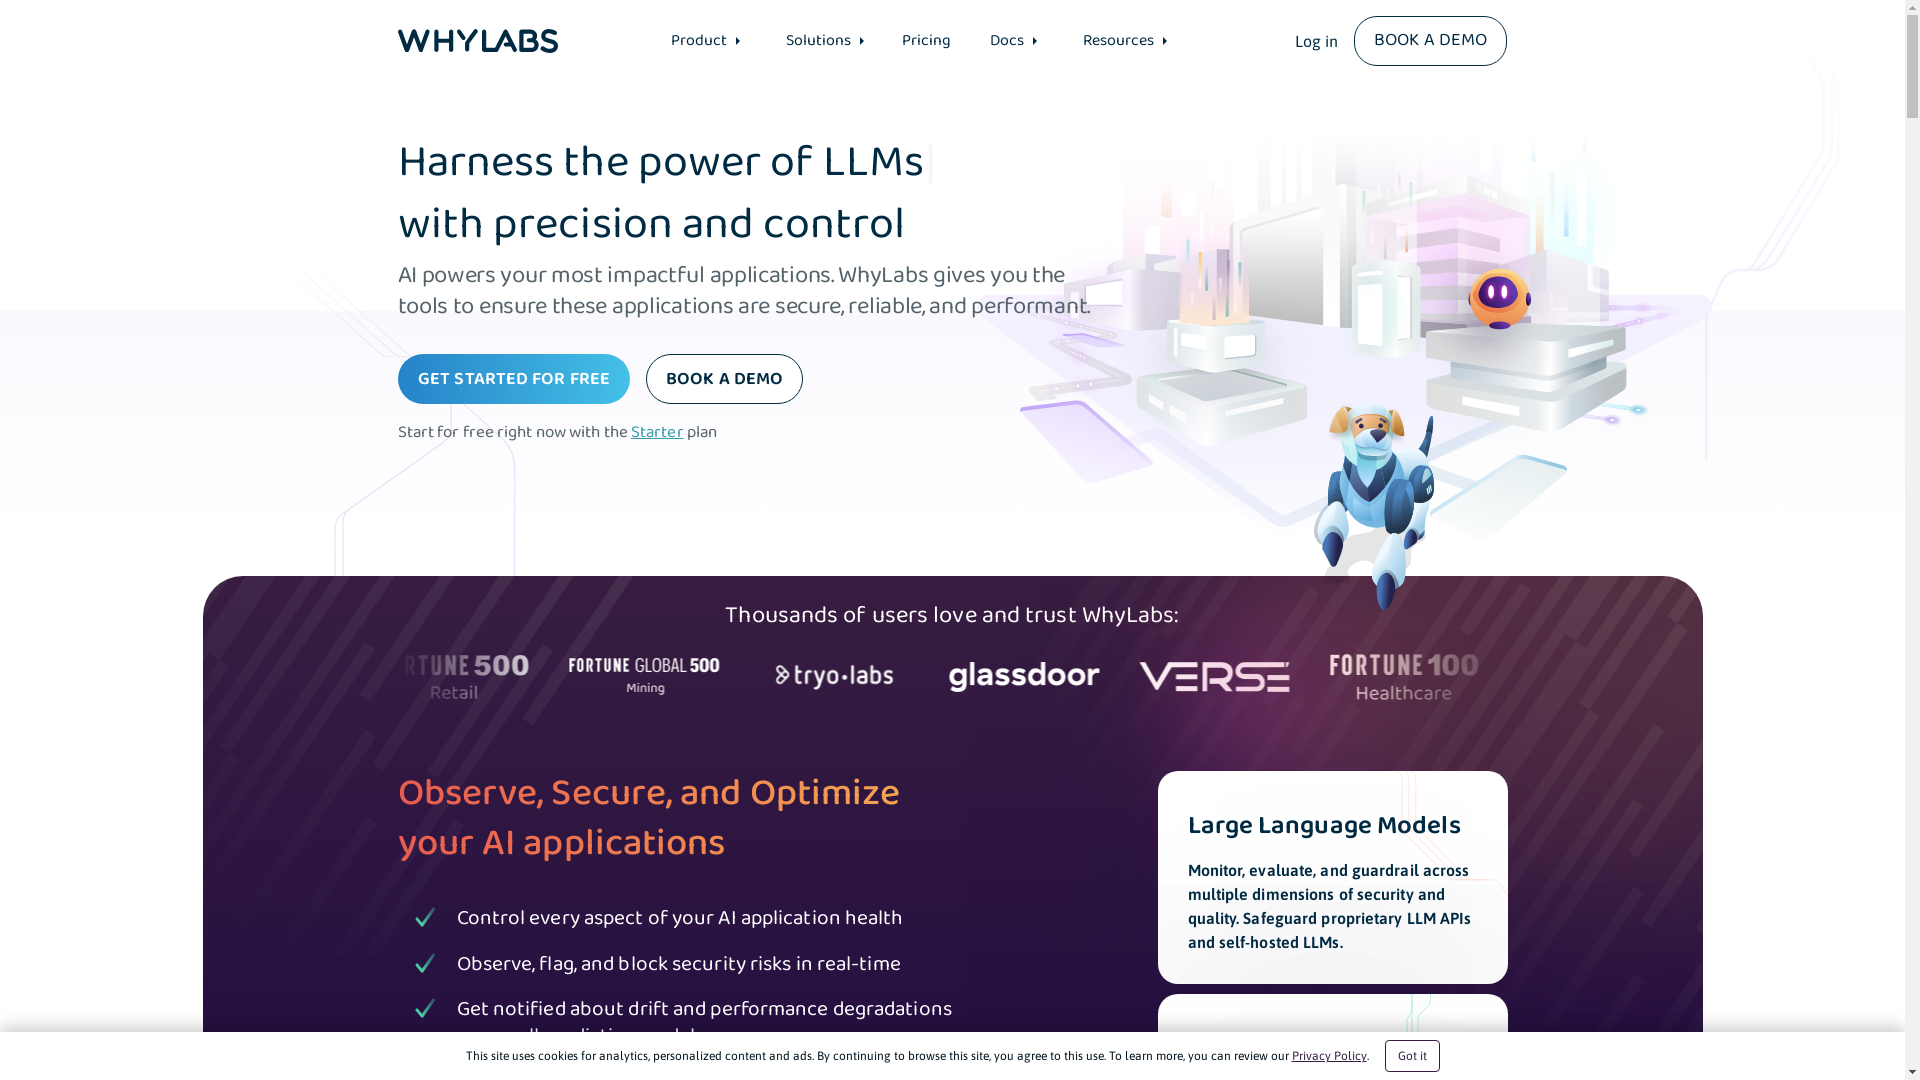 WHYLABS
Product
Solutions
Pricing
Docs
Resources
Log in
BOOK A DEMO
Harness the power of LLMs
with precision and control
AI powers your most impactful applications. WhyLabs gives you the
tools to ensure these applications are secure, reliable, and performant.
GET STARTED FOR FREE
BOOK A DEMO
Start for free right now with the Starter plan
Thousands of users love and trust WhyLabs:
500
Retail
FORTUNE GLOBAL 500
Mining
tryo·labs
glassdoor
VERSE
FORTUNE 100
Healthcare
Observe, Secure, and Optimize
your AI applications
Control every aspect of your AI application health
Observe, flag, and block security risks in real-time
Get notified about drift and performance degradations
Large Language Models
Monitor, evaluate, and guardrail across
multiple dimensions of security and
quality. Safeguard proprietary LLM APIs
and self-hosted LLMs.
This site uses cookies for analytics, personalized content and ads. By continuing to browse this site, you agree to this use. To learn more, you can review our Privacy Policy.
Got it